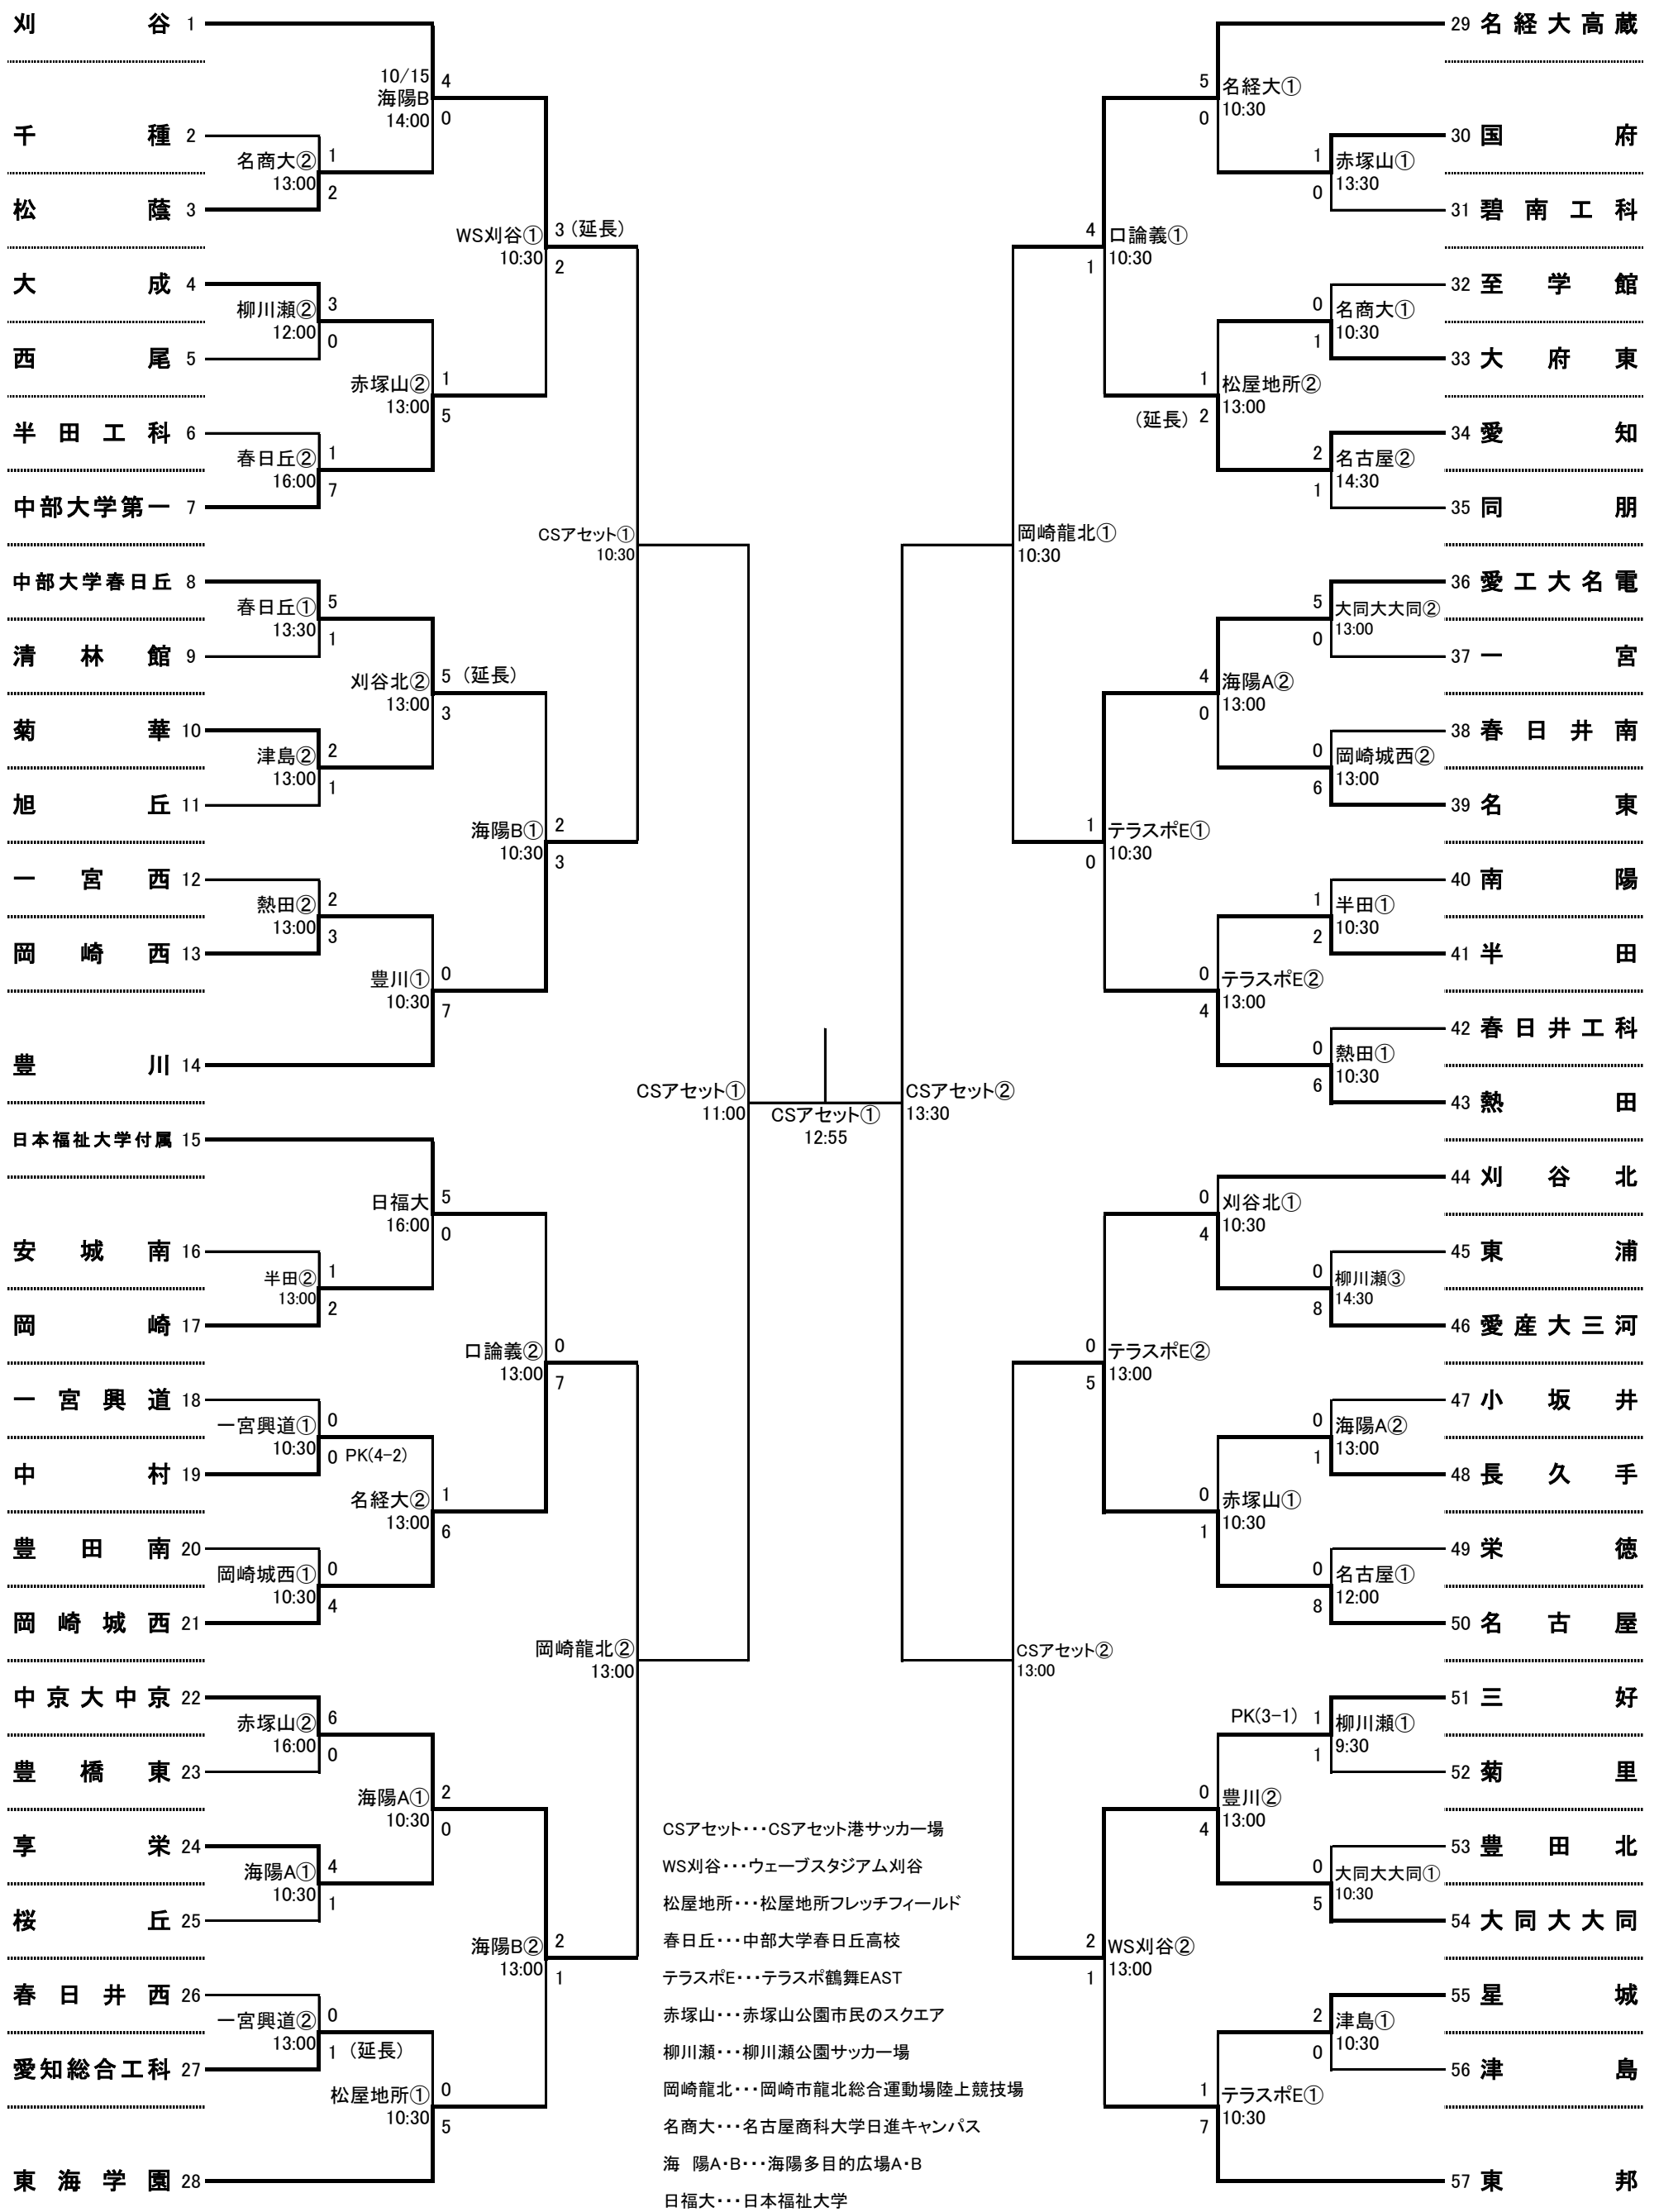 刈谷 1
10/15
海陽B
14:00
4
0
千種 2
名商大②
13:00
1
2
松蔭 3
WS刈谷①
10:30
3 (延長)
2
大成 4
柳川瀬②
12:00
3
0
西尾 5
赤塚山②
13:00
1
5
半田工科 6
春日丘②
16:00
1
7
中部大学第一 7
CSアセット①
10:30
中部大学春日丘 8
春日丘①
13:30
5
1
清林館 9
刈谷北②
13:00
5 (延長)
3
菊華 10
津島②
13:00
2
1
旭丘 11
海陽B①
10:30
2
3
一宮西 12
熱田②
13:00
2
3
岡崎西 13
豊川①
10:30
0
7
豊川 14
CSアセット①
11:00
日本福祉大学付属 15
日福大
16:00
5
0
安城南 16
半田②
13:00
1
2
岡崎 17
口論義②
13:00
0
7
一宮興道 18
一宮興道①
10:30
0
0 PK(4-2)
中村 19
名経大②
13:00
1
6
豊田南 20
岡崎城西①
10:30
0
4
岡崎城西 21
岡崎龍北②
13:00
中京大中京 22
赤塚山②
16:00
6
0
豊橋東 23
海陽A①
10:30
2
0
享栄 24
海陽A①
10:30
4
1
桜丘 25
海陽B②
13:00
2
1
春日井西 26
一宮興道②
13:00
0
1 (延長)
愛知総合工科 27
松屋地所①
10:30
0
5
東海学園 28
CSアセット①
12:55
29 名経大高蔵
5
0
名経大①
10:30
30 国府
1
0
赤塚山①
13:30
31 碧南工科
4
1
口論義①
10:30
32 至学館
0
1
名商大①
10:30
33 大府東
1
(延長) 2
松屋地所②
13:00
34 愛知
2
1
名古屋②
14:30
35 同朋
岡崎龍北①
10:30
36 愛工大名電
5
0
大同大大同②
13:00
37 一宮
4
0
海陽A②
13:00
38 春日井南
0
6
岡崎城西②
13:00
39 名東
1
0
テラスポE①
10:30
40 南陽
1
2
半田①
10:30
41 半田
0
4
テラスポE②
13:00
42 春日井工科
0
6
熱田①
10:30
43 熱田
CSアセット②
13:30
44 刈谷北
0
4
刈谷北①
10:30
45 東浦
0
8
柳川瀬③
14:30
46 愛産大三河
0
5
テラスポE②
13:00
47 小坂井
0
1
海陽A②
13:00
48 長久手
0
1
赤塚山①
10:30
49 栄徳
0
8
名古屋①
12:00
50 名古屋
CSアセット②
13:00
51 三好
PK(3-1) 1
1
柳川瀬①
9:30
52 菊里
0
4
豊川②
13:00
53 豊田北
0
5
大同大大同①
10:30
54 大同大大同
2
1
WS刈谷②
13:00
55 星城
2
0
津島①
10:30
56 津島
1
7
テラスポE①
10:30
57 東邦
CSアセット・・・CSアセット港サッカー場
WS刈谷・・・ウェーブスタジアム刈谷
松屋地所・・・松屋地所フレッチフィールド
春日丘・・・中部大学春日丘高校
テラスポE・・・テラスポ鶴舞EAST
赤塚山・・・赤塚山公園市民のスクエア
柳川瀬・・・柳川瀬公園サッカー場
岡崎龍北・・・岡崎市龍北総合運動場陸上競技場
名商大・・・名古屋商科大学日進キャンパス
海 陽A・B・・・海陽多目的広場A・B
日福大・・・日本福祉大学